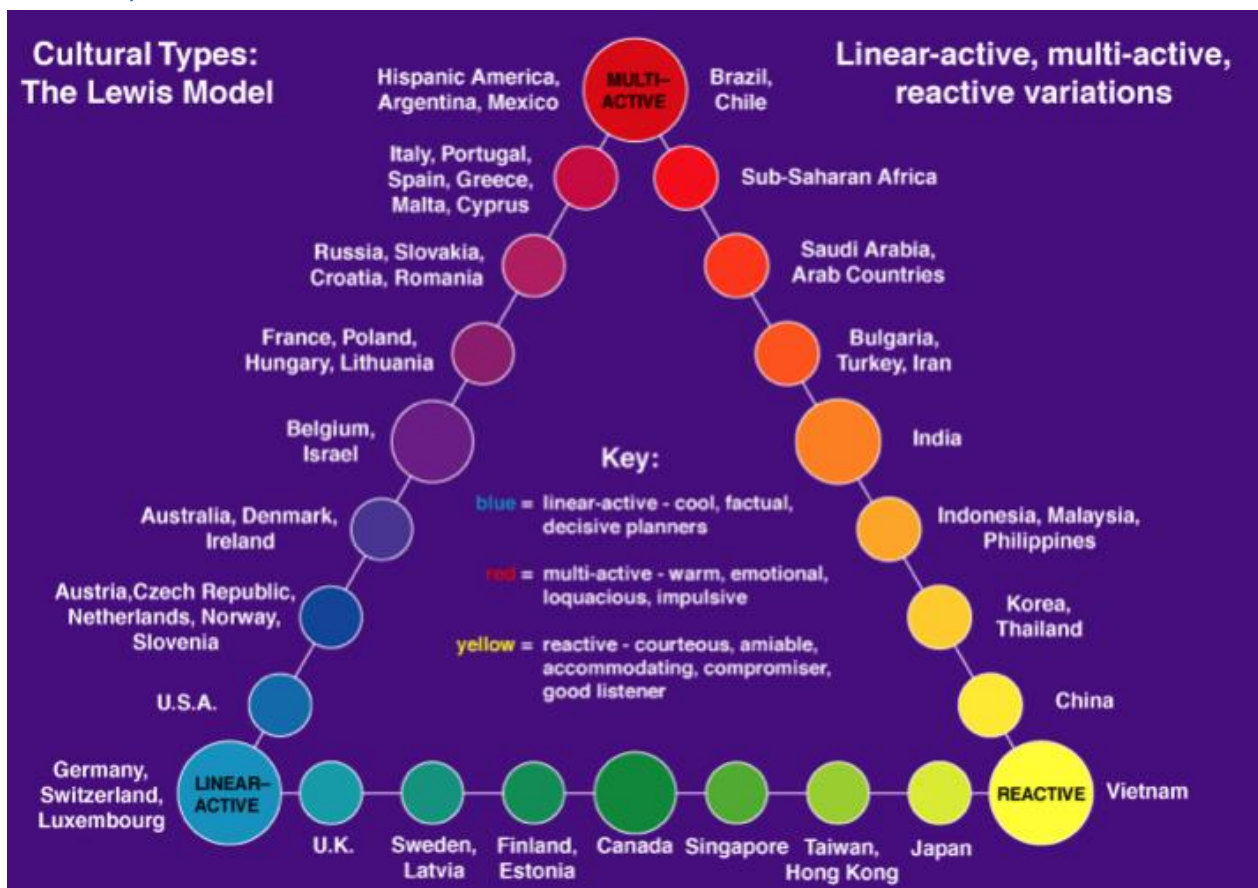 Cultural Types:
The Lewis Model
Linear-active, multi-active,
reactive variations
Hispanic America,
Argentina, Mexico
MULTI-
ACTIVE
Brazil,
Chile
Italy, Portugal,
Spain, Greece,
Malta, Cyprus
Sub-Saharan Africa
Russia, Slovakia,
Croatia, Romania
Saudi Arabia,
Arab Countries
France, Poland,
Hungary, Lithuania
Bulgaria,
Turkey, Iran
Belgium,
Israel
India
Key:
blue = linear-active - cool, factual,
decisive planners
red = multi-active - warm, emotional,
loquacious, impulsive
yellow = reactive - courteous, amiable,
accommodating, compromiser,
good listener
Australia, Denmark,
Ireland
Indonesia, Malaysia,
Philippines
Austria,Czech Republic,
Netherlands, Norway,
Slovenia
Korea,
Thailand
U.S.A.
China
Germany,
Switzerland,
Luxembourg
LINEAR-
ACTIVE
REACTIVE
Vietnam
U.K.
Sweden,
Latvia
Finland,
Estonia
Canada
Singapore
Taiwan,
Hong Kong
Japan